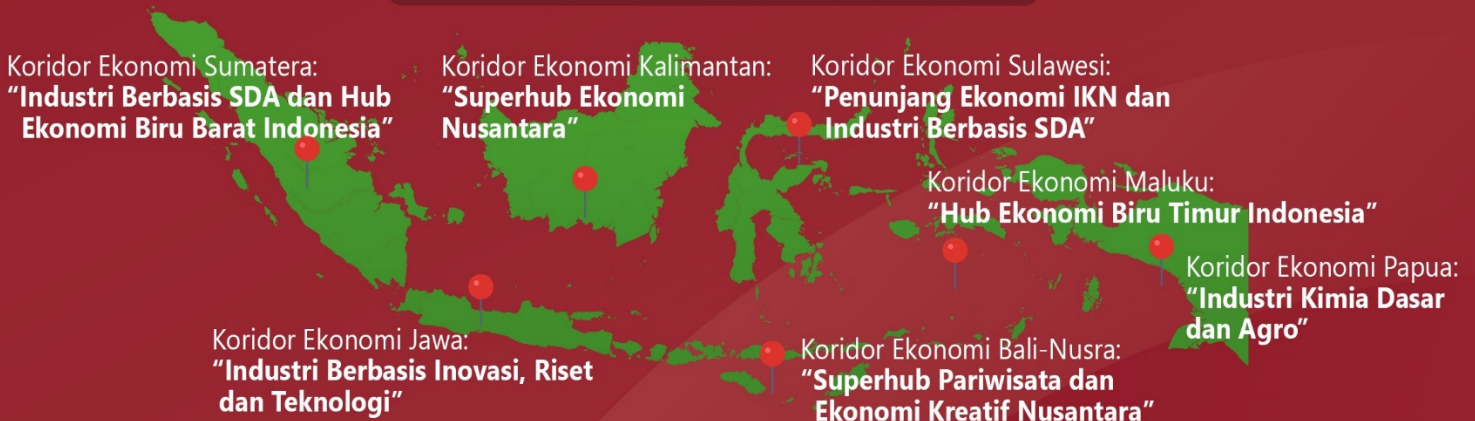 Koridor Ekonomi Sumatera:
“Industri Berbasis SDA dan Hub
Ekonomi Biru Barat Indonesia”
Koridor Ekonomi Kalimantan:
“Superhub Ekonomi
Nusantara”
Koridor Ekonomi Sulawesi:
“Penunjang Ekonomi IKN dan
Industri Berbasis SDA”
Koridor Ekonomi Maluku:
“Hub Ekonomi Biru Timur Indonesia”
Koridor Ekonomi Papua:
“Industri Kimia Dasar
dan Agro”
Koridor Ekonomi Jawa:
“Industri Berbasis Inovasi, Riset
dan Teknologi”
Koridor Ekonomi Bali-Nusra:
“Superhub Pariwisata dan
Ekonomi Kreatif Nusantara”